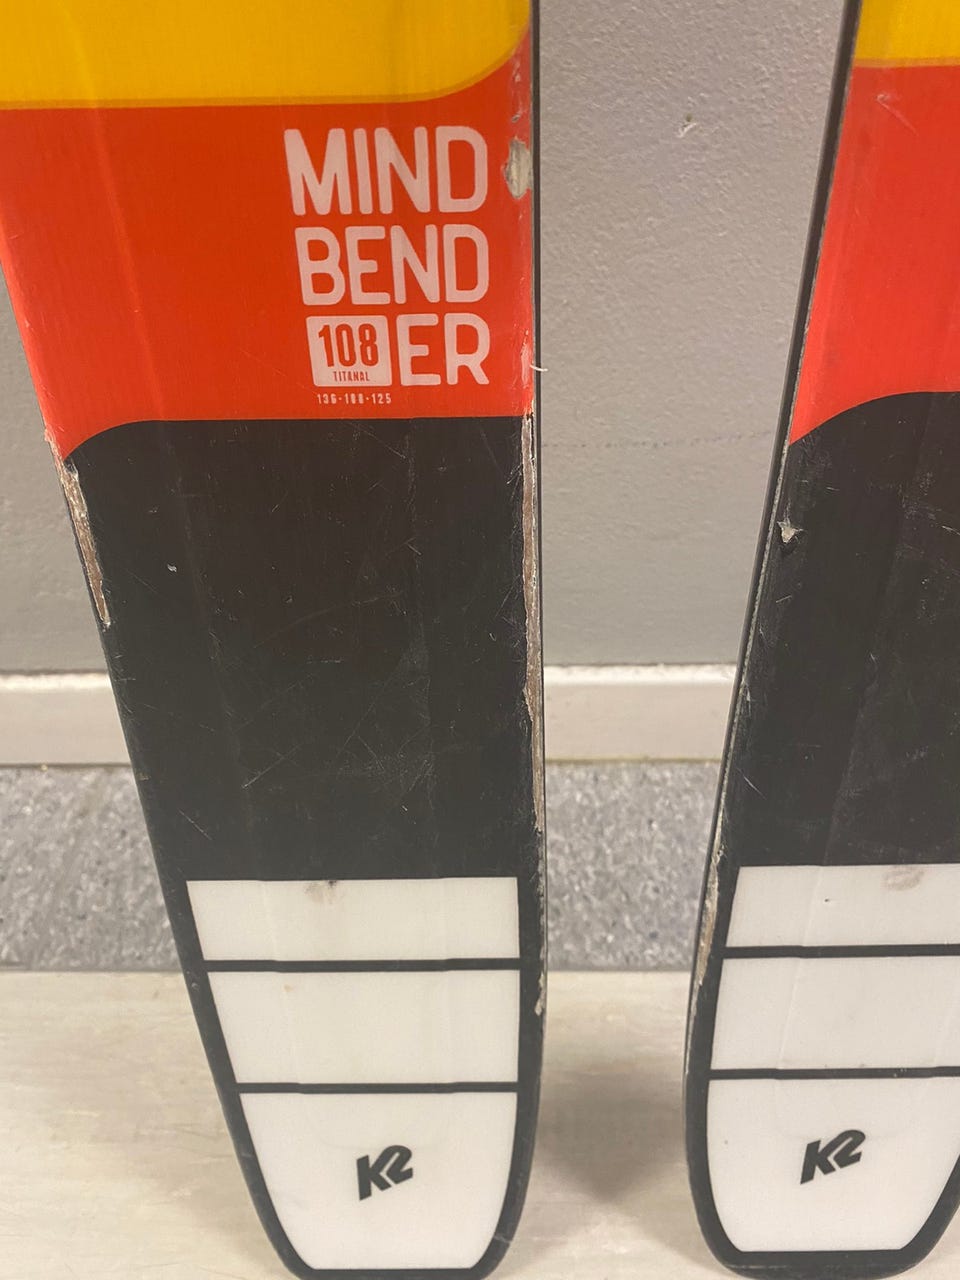 MIND
BEND
108 ER
TITANAL
136-108-125
K2
K2